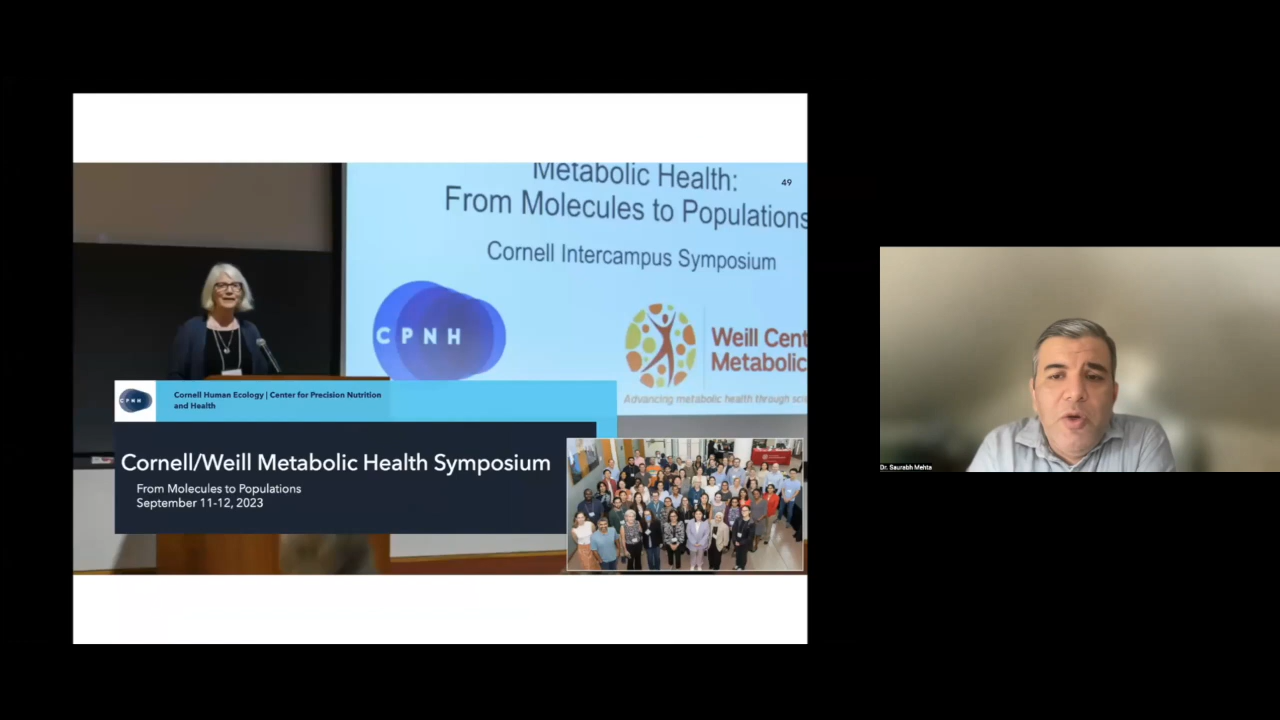 Metabolic Health:
49
From Molecules to Populations
Cornell Intercampus Symposium
CPNH
Weill Cent
Metabolic
Advancing metabolic health through scie
CPNH
Cornell Human Ecology | Center for Precision Nutrition
and Health
Cornell/Weill Metabolic Health Symposium
From Molecules to Populations
September 11-12, 2023
Dr. Saurabh Mehta